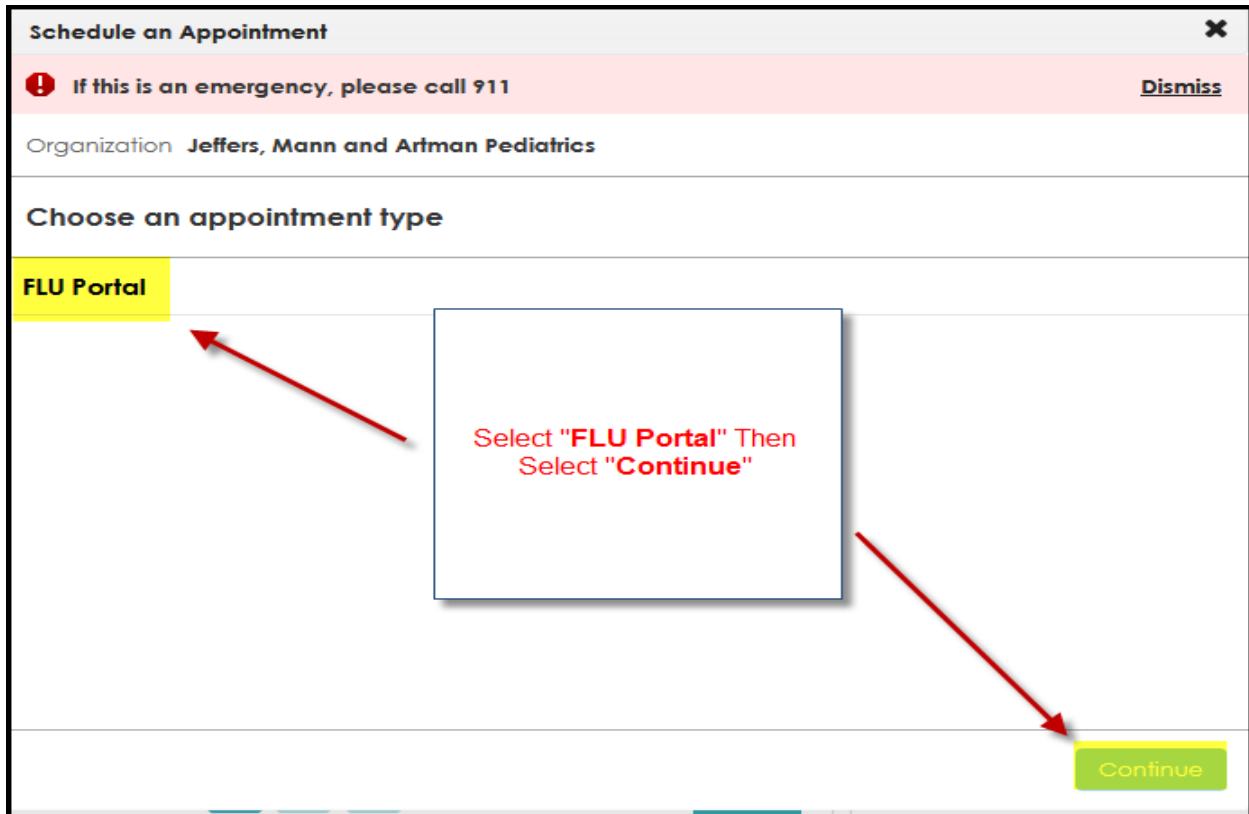 Schedule an Appointment
If this is an emergency, please call 911 Dismiss
Organization Jeffers, Mann and Artman Pediatrics
Choose an appointment type
FLU Portal
Select "FLU Portal" Then
Select "Continue"
Continue